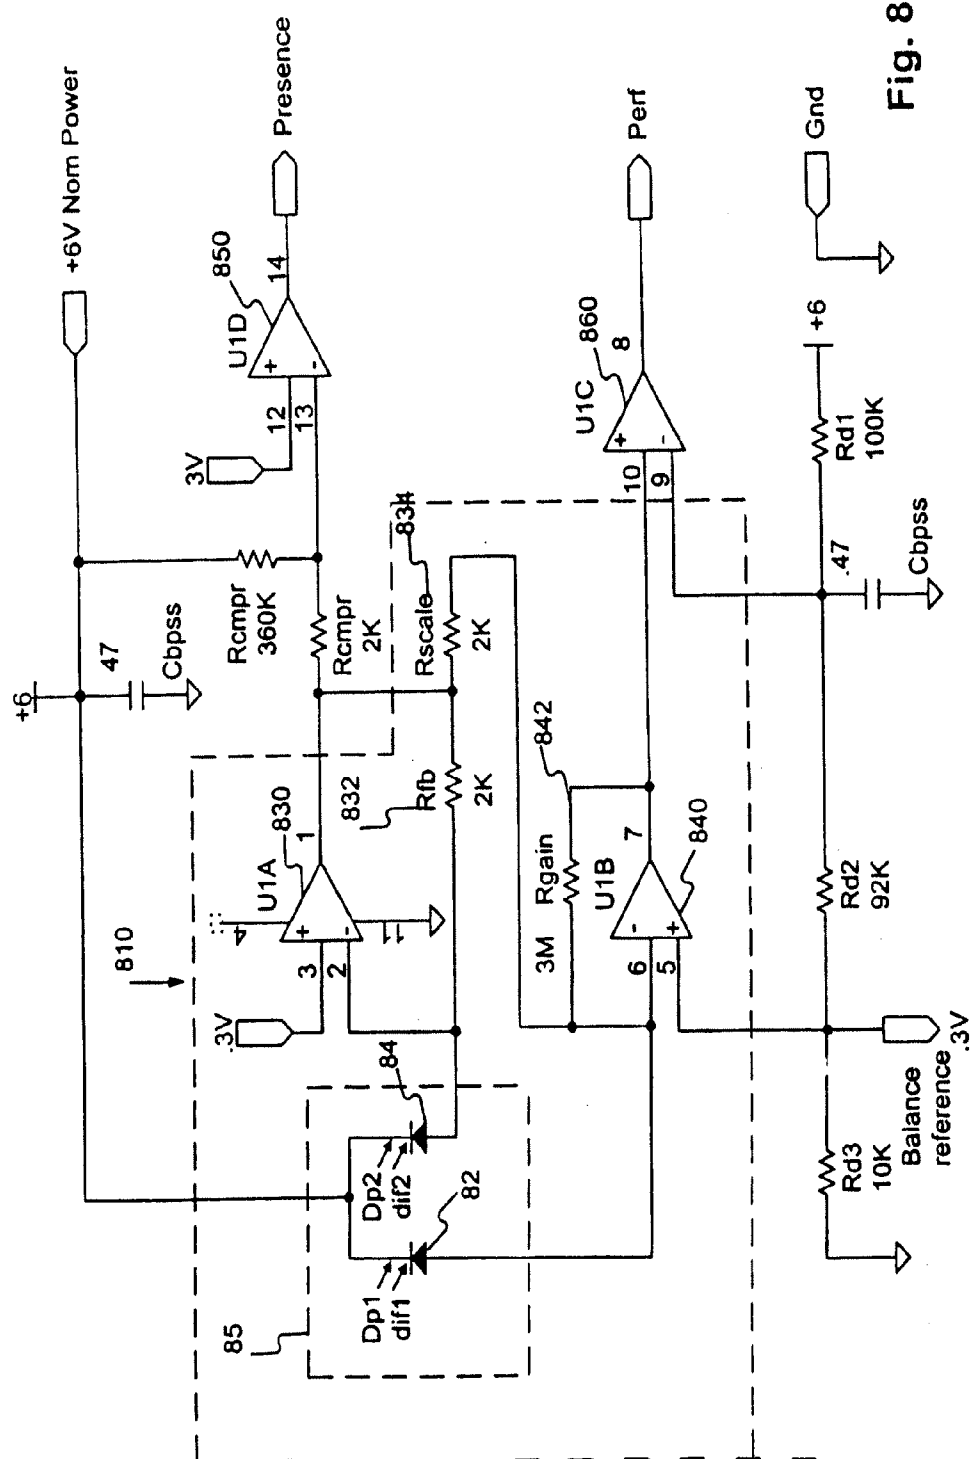 +6V Nom Power
+6
47
Cbpss
Rcmpr
360K
3V
12
13
U1D
850
+
-
14
Presence
810
4
U1A
830
.3V
3
2
+
-
11
1
Rcmpr
2K
832
Rfb
2K
834
Rscale
2K
85
Dp1
dif1
82
Dp2
dif2
84
3M
Rgain
842
U1B
6
5
-
+
7
840
U1C
860
10
9
+
-
8
Perf
Rd3
10K
Balance
reference
.3V
Rd2
92K
.47
Cbpss
Rd1
100K
+6
Gnd
Fig. 8